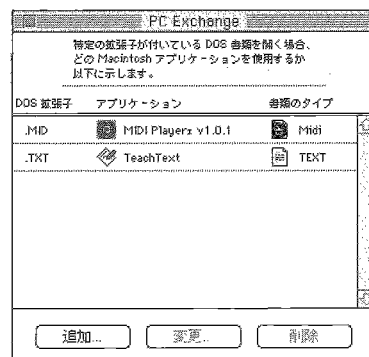 PC Exchange
特定の拡張子が付いている DOS 書類を開く場合、
どの Macintosh アプリケーションを使用するか
以下に示します。
DOS 拡張子 アプリケーション 書類のタイプ
.MID MIDI Playerz v1.0.1 Midi
.TXT TeachText TEXT
追加... 変更... 削除